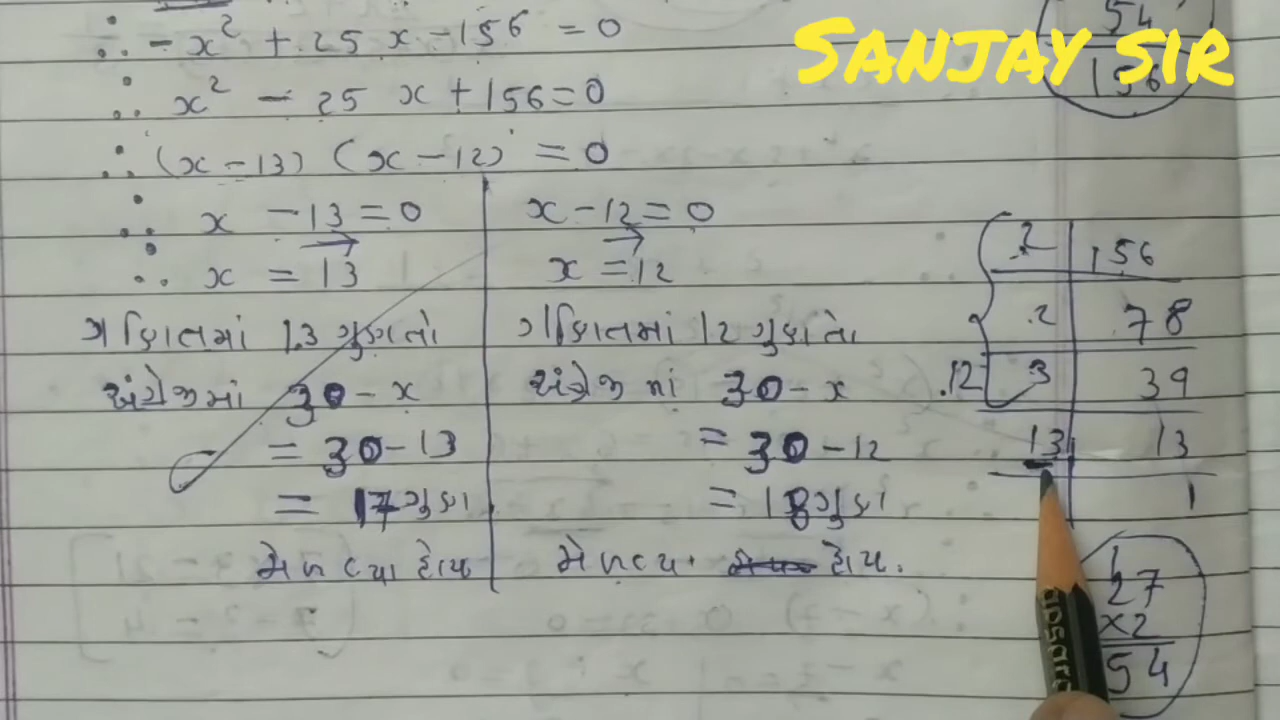 ∴ -x² + 25x - 156 = 0
∴ x² - 25x + 156 = 0
∴ (x - 13) (x - 12) = 0
∴ x - 13 = 0
∴ x = 13
ગણિતમાં 13 ગુણ તો
અંગ્રેજીમાં 30 - x
= 30 - 13
= 17 ગુણ
મેળવ્યા હોય
x - 12 = 0
x = 12
ગણિતમાં 12 ગુણ તો
અંગ્રેજીમાં 30 - x
= 30 - 12
= 18 ગુણ
મેળવ્યા હોય.
54
156
SANJAY SIR
2 | 156
2 | 78
12 3 | 39
13 | 13
1
1
27
×2
54
apsara